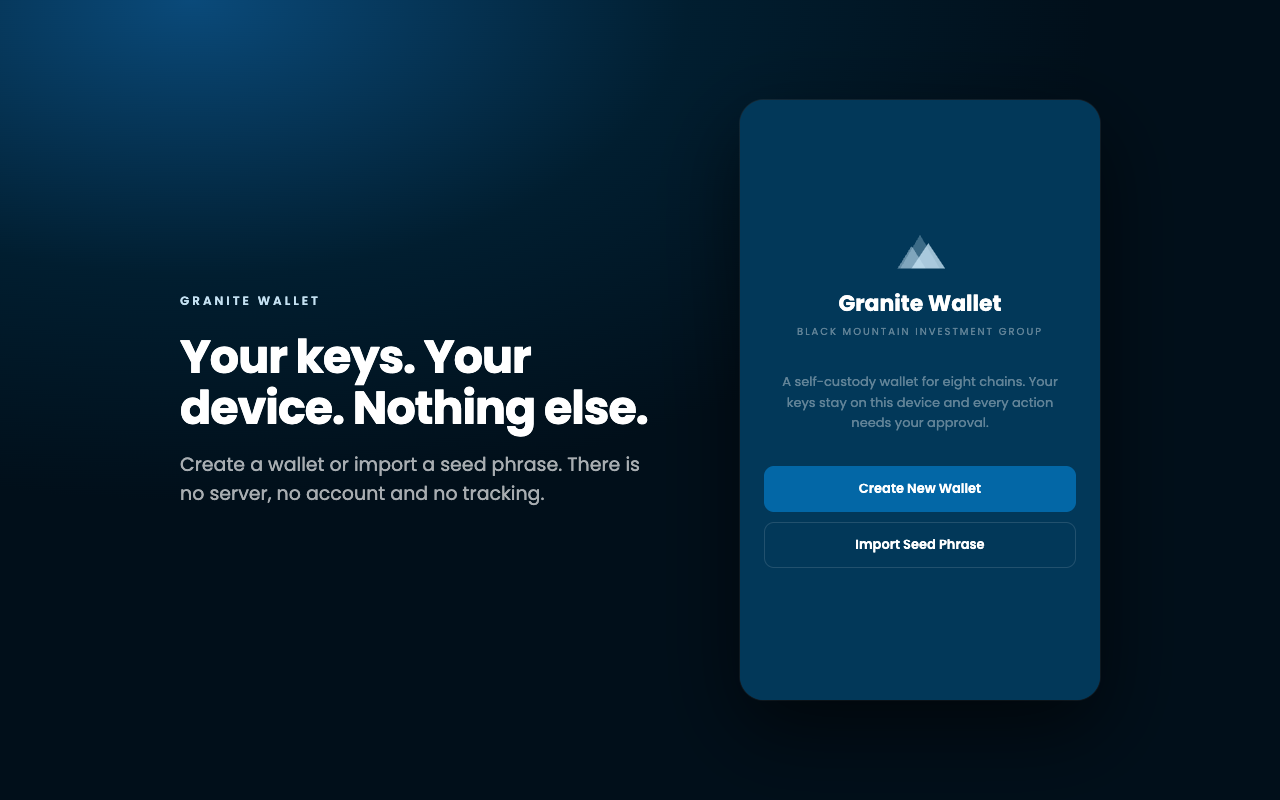 GRANITE WALLET
Your keys. Your
device. Nothing else.
Create a wallet or import a seed phrase. There is
no server, no account and no tracking.
Granite Wallet
BLACK MOUNTAIN INVESTMENT GROUP
A self-custody wallet for eight chains. Your
keys stay on this device and every action
needs your approval.
Create New Wallet
Import Seed Phrase